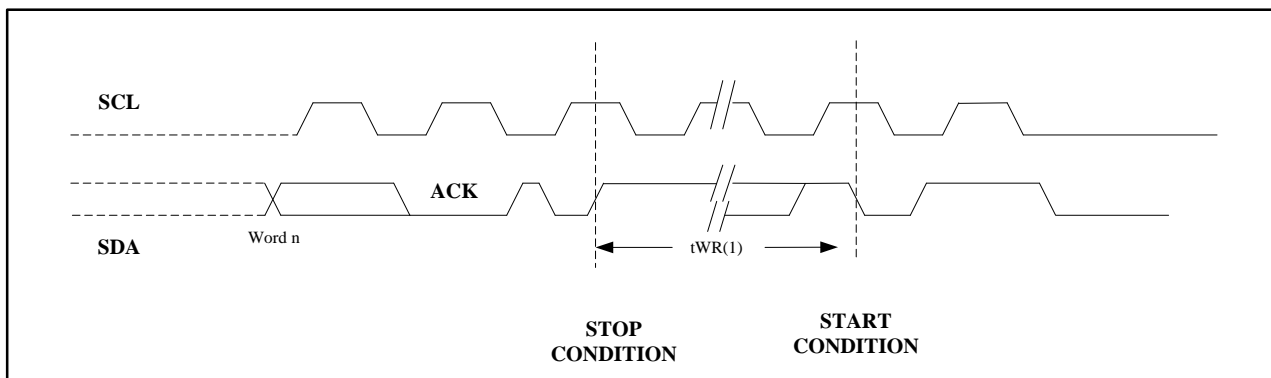 SCL
ACK
SDA
Word n
tWR(1)
STOP
CONDITION
START
CONDITION